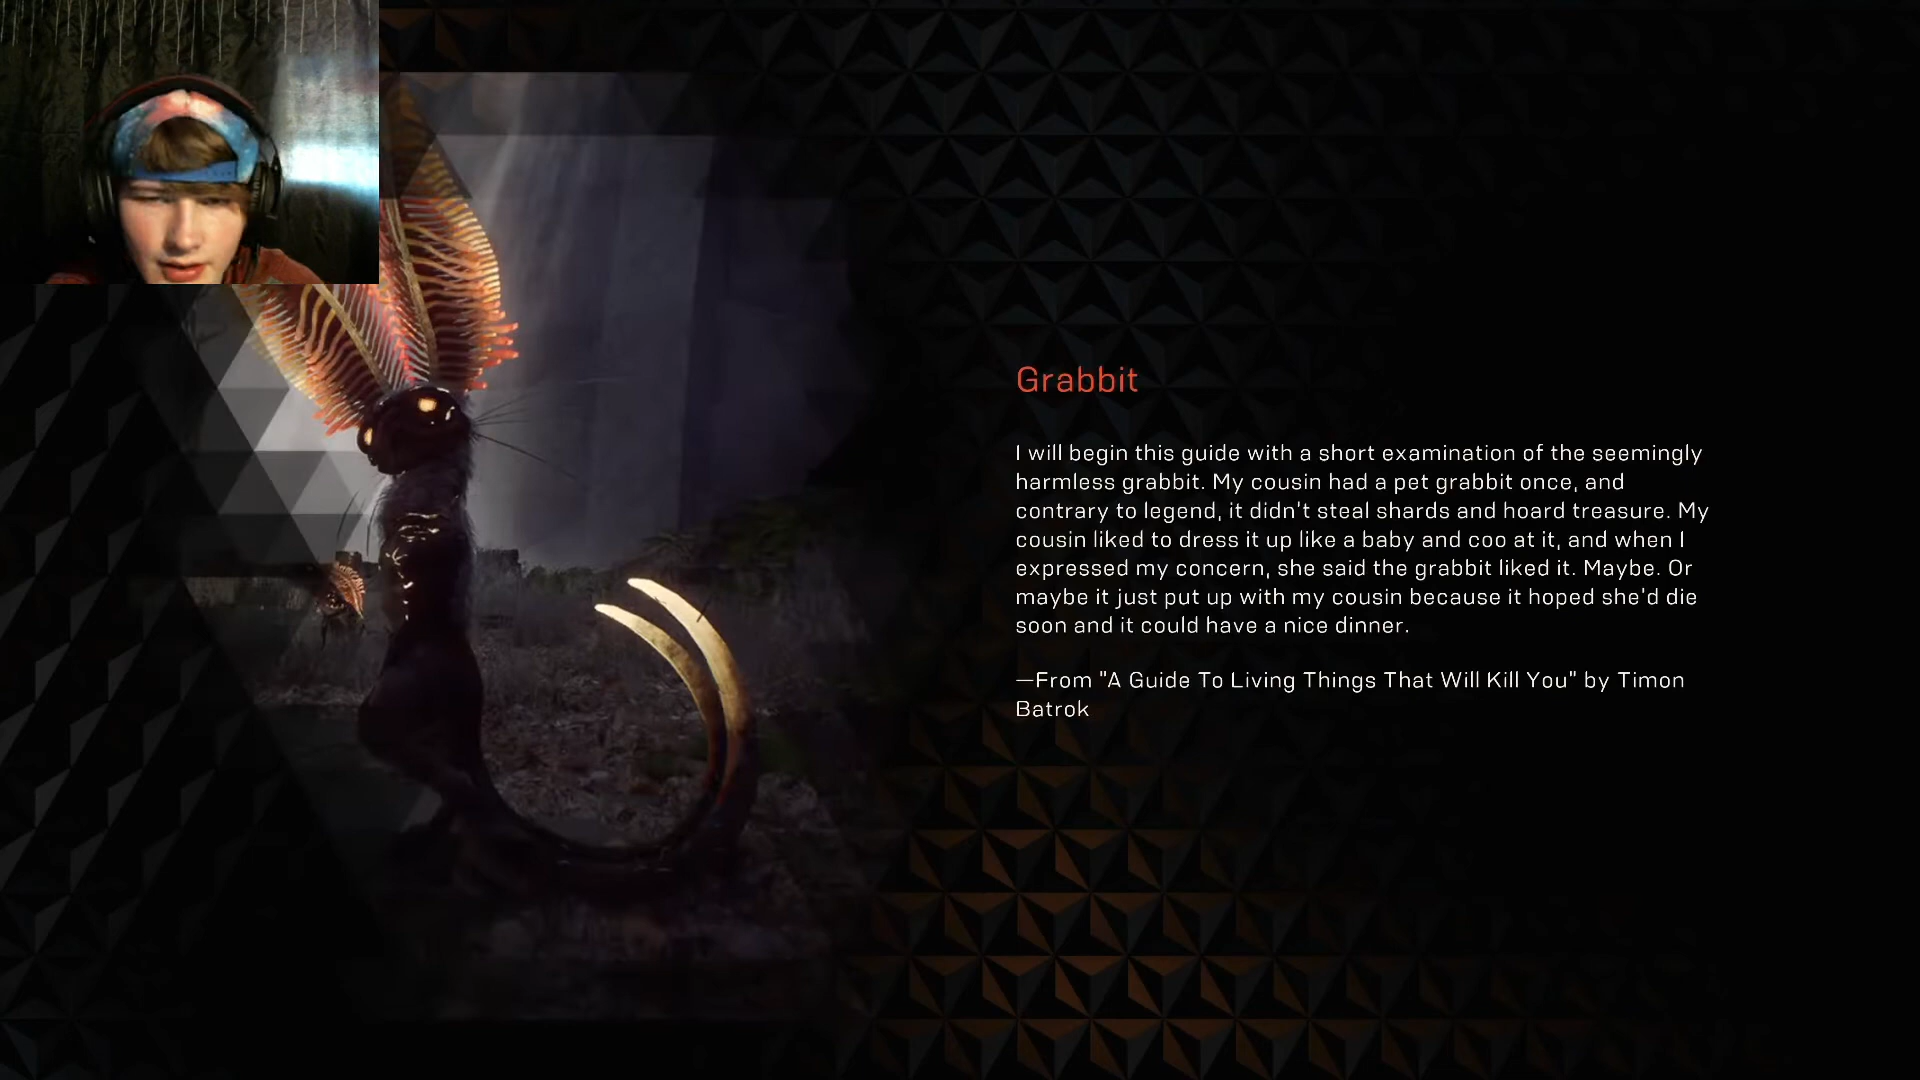 Grabbit
I will begin this guide with a short examination of the seemingly
harmless grabbit. My cousin had a pet grabbit once, and
contrary to legend, it didn't steal shards and hoard treasure. My
cousin liked to dress it up like a baby and coo at it, and when I
expressed my concern, she said the grabbit liked it. Maybe. Or
maybe it just put up with my cousin because it hoped she'd die
soon and it could have a nice dinner.
—From "A Guide To Living Things That Will Kill You" by Timon
Batrok